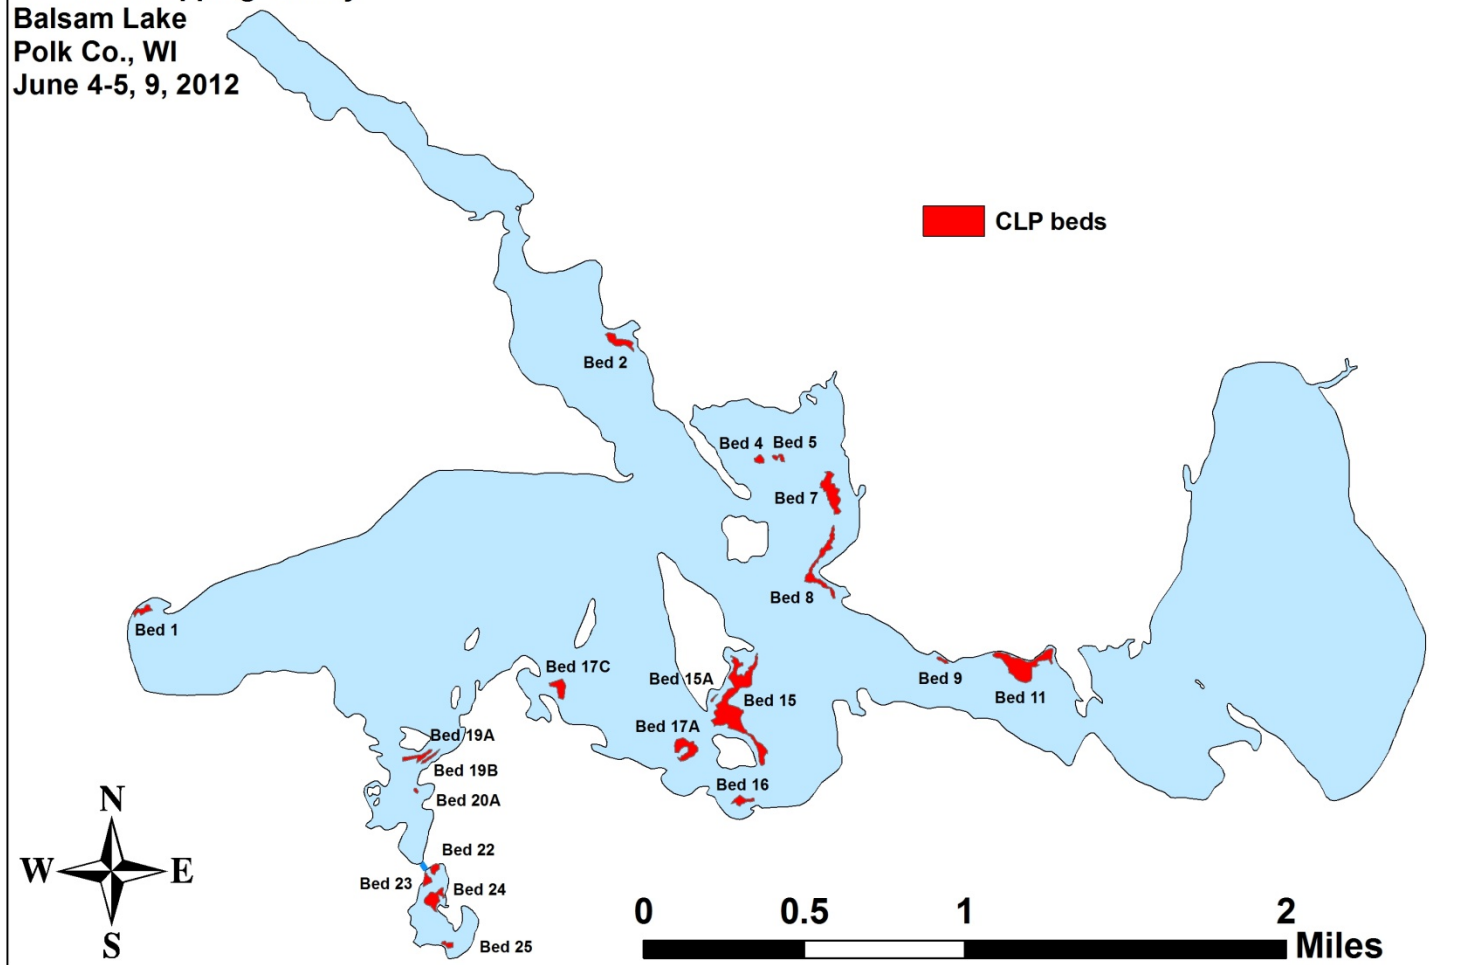 Balsam Lake
Polk Co., WI
June 4-5, 9, 2012
CLP beds
Bed 2
Bed 4
Bed 5
Bed 7
Bed 8
Bed 1
Bed 17C
Bed 15A
Bed 15
Bed 9
Bed 11
Bed 17A
Bed 19A
Bed 19B
Bed 16
Bed 20A
Bed 22
Bed 23
Bed 24
Bed 25
N
W
E
S
0 0.5 1 2
Miles